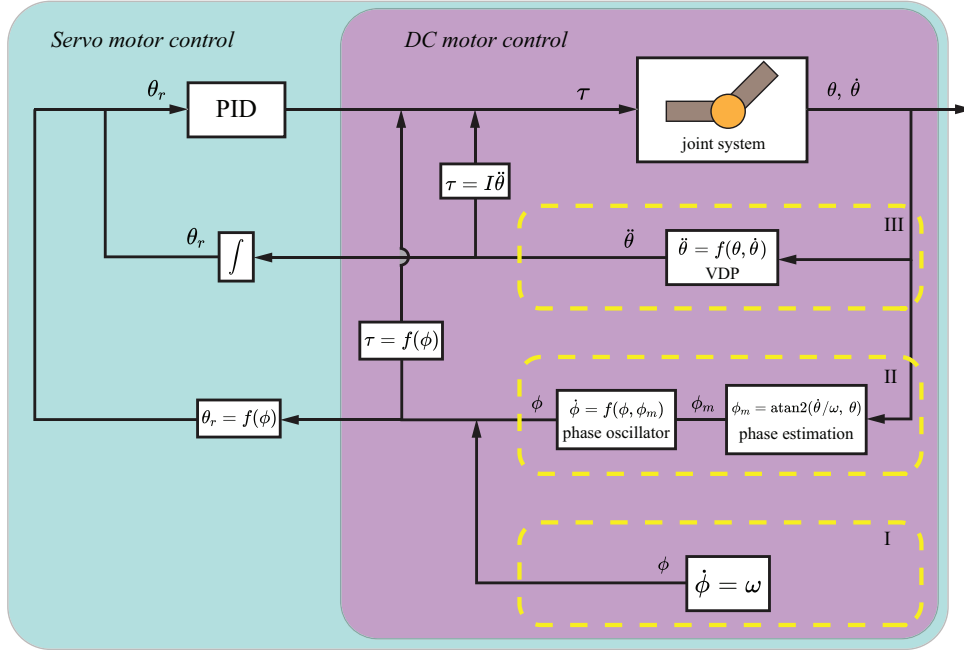 Servo motor control
DC motor control
θ_r
PID
τ
joint system
θ, θ̇
τ = Iθ̈
III
θ_r
∫
θ̈
θ̈ = f(θ, θ̇)
VDP
τ = f(ϕ)
II
θ_r = f(ϕ)
ϕ
ϕ̇ = f(ϕ, ϕ_m)
phase oscillator
ϕ_m
ϕ_m = atan2(θ̇/ω, θ)
phase estimation
I
ϕ
ϕ̇ = ω